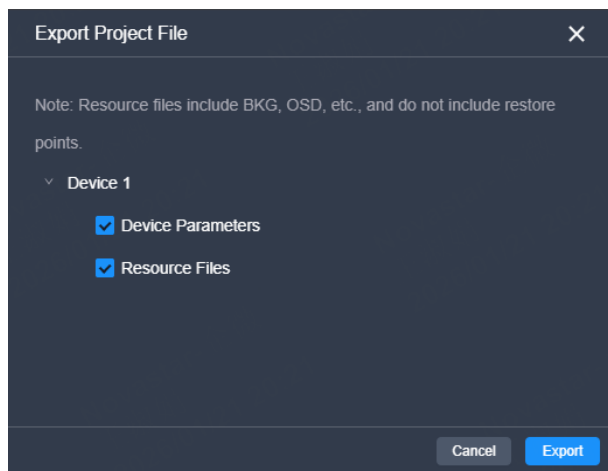 Export Project File
Note: Resource files include BKG, OSD, etc., and do not include restore
points.
Device 1
Device Parameters
Resource Files
Cancel Export